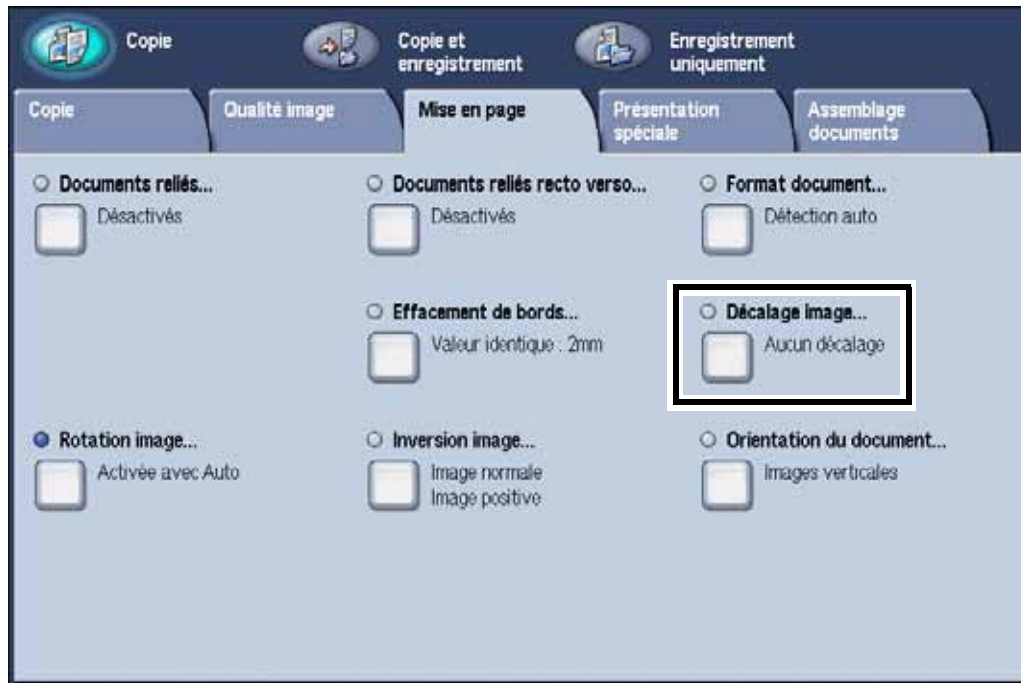 Copie
Copie et
enregistrement
Enregistrement
uniquement
Copie
Qualité image
Mise en page
Présentation
spéciale
Assemblage
documents
Documents reliés...
Désactivés
Documents reliés recto verso...
Désactivés
Format document...
Détection auto
Effacement de bords...
Valeur identique : 2mm
Décalage image...
Aucun décalage
Rotation image...
Activée avec Auto
Inversion image...
Image normale
Image positive
Orientation du document...
Images verticales